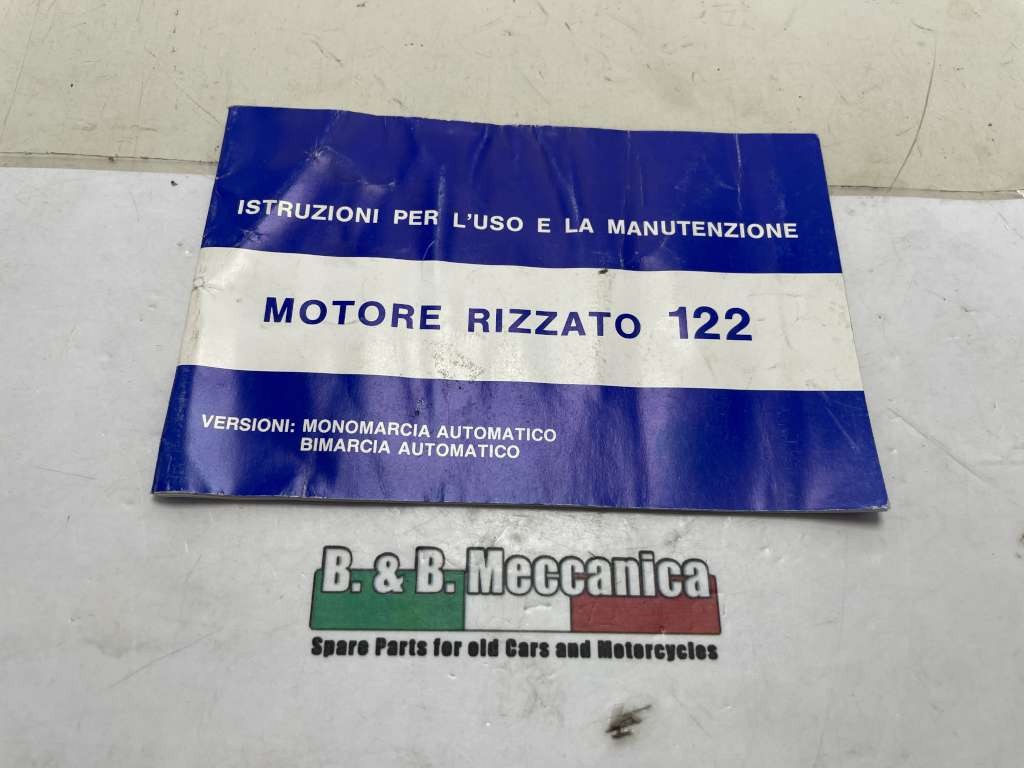 ISTRUZIONI PER L'USO E LA MANUTENZIONE
MOTORE RIZZATO 122
VERSIONI: MONOMARCIA AUTOMATICO
BIMARCIA AUTOMATICO
B. & B. Meccanica
Spare Parts for old Cars and Motorcycles